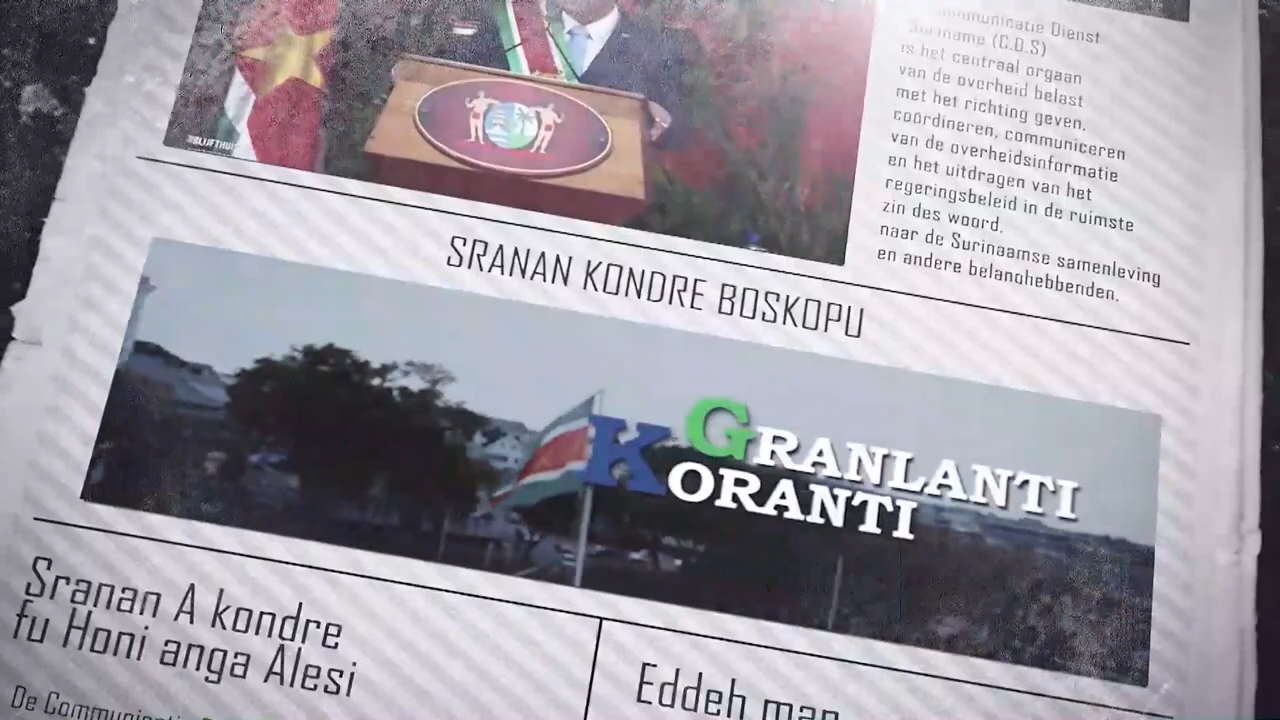 Dienst
(C.D.S)
is het centraal orgaan
van de overheid belast
met het richting geven,
coördineren, communiceren
van de overheidsinformatie
en het uitdragen van het
regeringsbeleid in de ruimste
zin des woord.
naar de Surinaamse samenleving
en andere belanghebbenden.
SRANAN KONDRE BOSKOPU
GRANLANTI
KORANTI
Sranan A kondre
fu Honi anga Alesi
De
Eddeh man